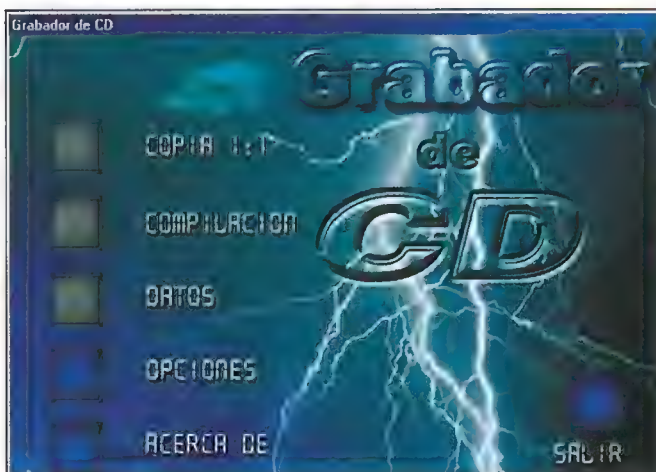 Grabador de CD
Grabador
de
CD
COPIA 1:1
COMPILACION
DATOS
OPCIONES
ACERCA DE
SALIR